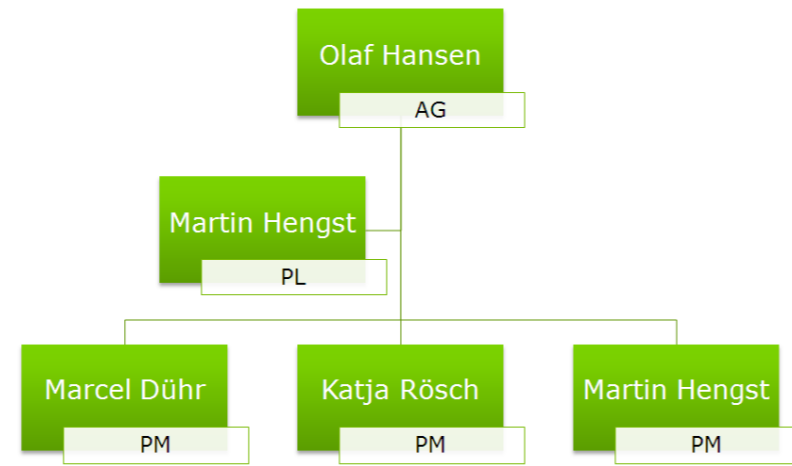 Olaf Hansen
AG
Martin Hengst
PL
Marcel Dühr
PM
Katja Rösch
PM
Martin Hengst
PM